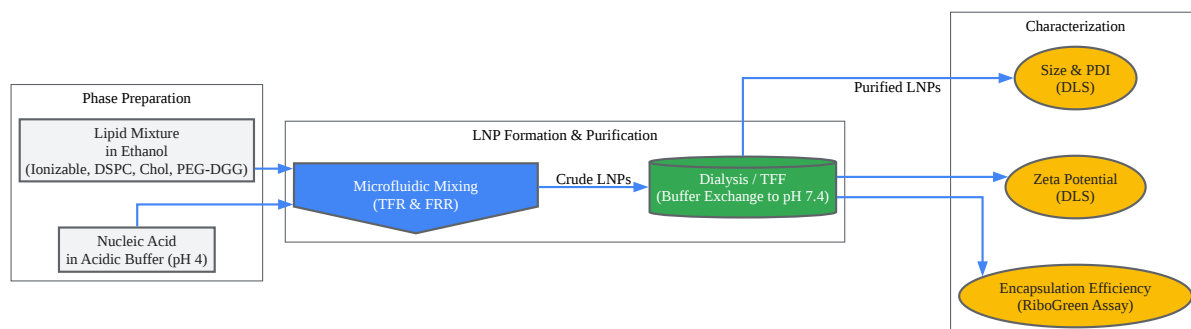 Phase Preparation
Lipid Mixture
in Ethanol
(Ionizable, DSPC, Chol, PEG-DGG)
Nucleic Acid
in Acidic Buffer (pH 4)
LNP Formation & Purification
Microfluidic Mixing
(TFR & FRR)
Crude LNPs
Dialysis / TFF
(Buffer Exchange to pH 7.4)
Purified LNPs
Characterization
Size & PDI
(DLS)
Zeta Potential
(DLS)
Encapsulation Efficiency
(RiboGreen Assay)